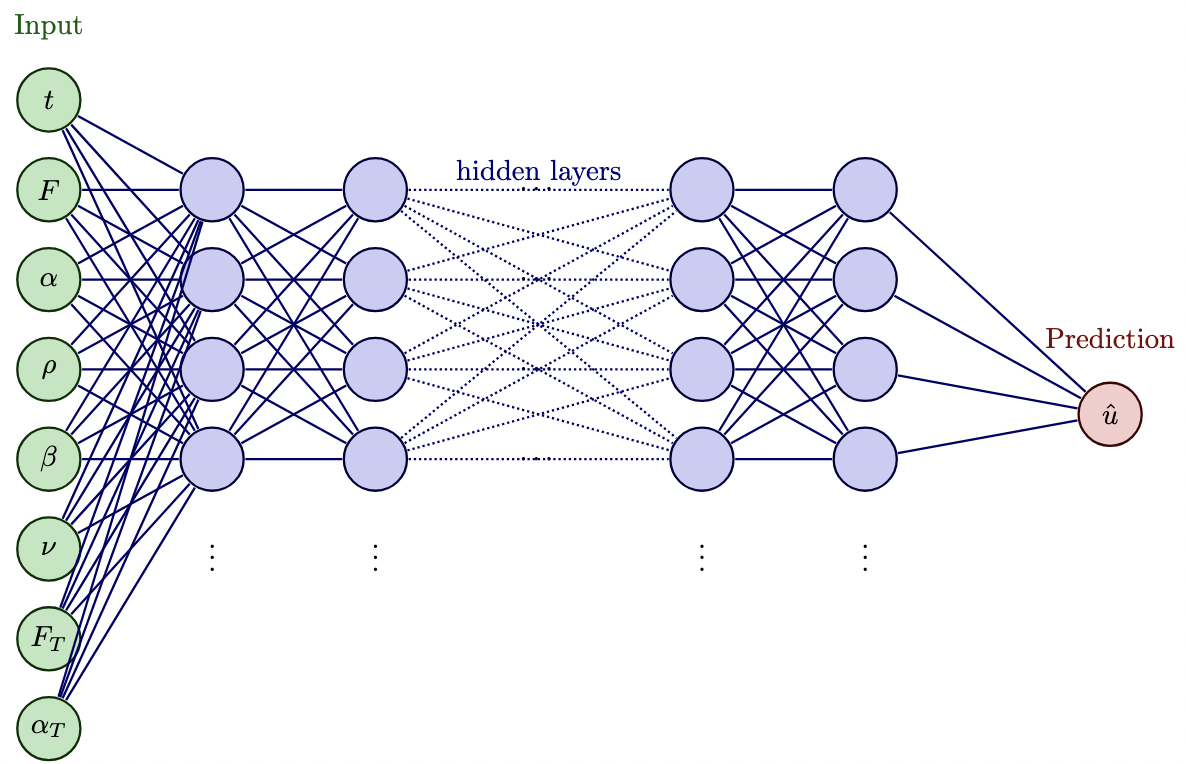 Input
t
F
α
ρ
β
ν
F_T
α_T
hidden layers
...
...
⋮
⋮
⋮
⋮
Prediction
û